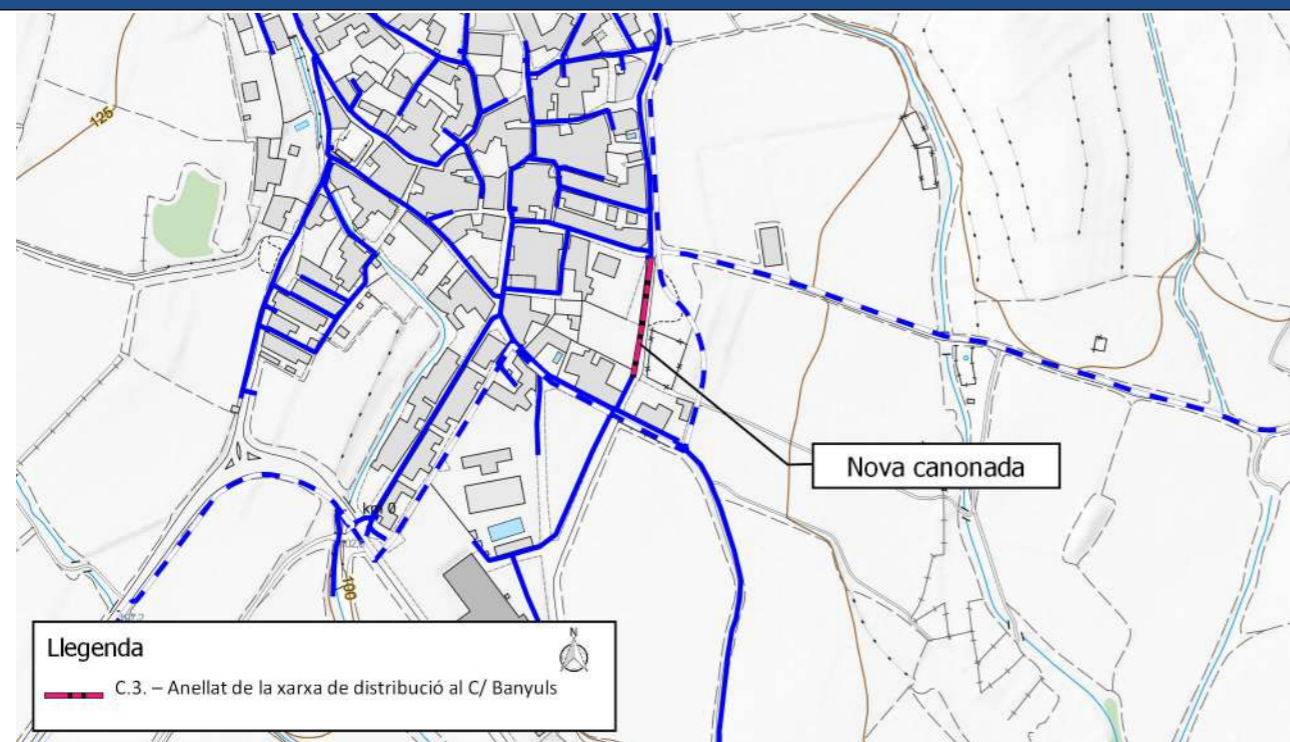 125
Nova canonada
km 0
100
Llegenda
N
C.3. – Anellat de la xarxa de distribució al C/ Banyuls